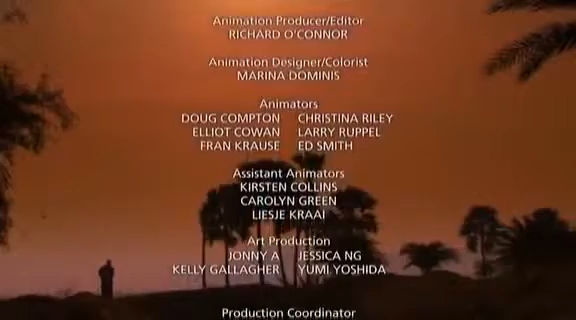 Animation Producer/Editor
RICHARD O'CONNOR
Animation Designer/Colorist
MARINA DOMINIS
Animators
DOUG COMPTON CHRISTINA RILEY
ELLIOT COWAN LARRY RUPPEL
FRAN KRAUSE ED SMITH
Assistant Animators
KIRSTEN COLLINS
CAROLYN GREEN
LIESJE KRAAI
Art Production
JONNY A JESSICA NG
KELLY GALLAGHER YUMI YOSHIDA
Production Coordinator